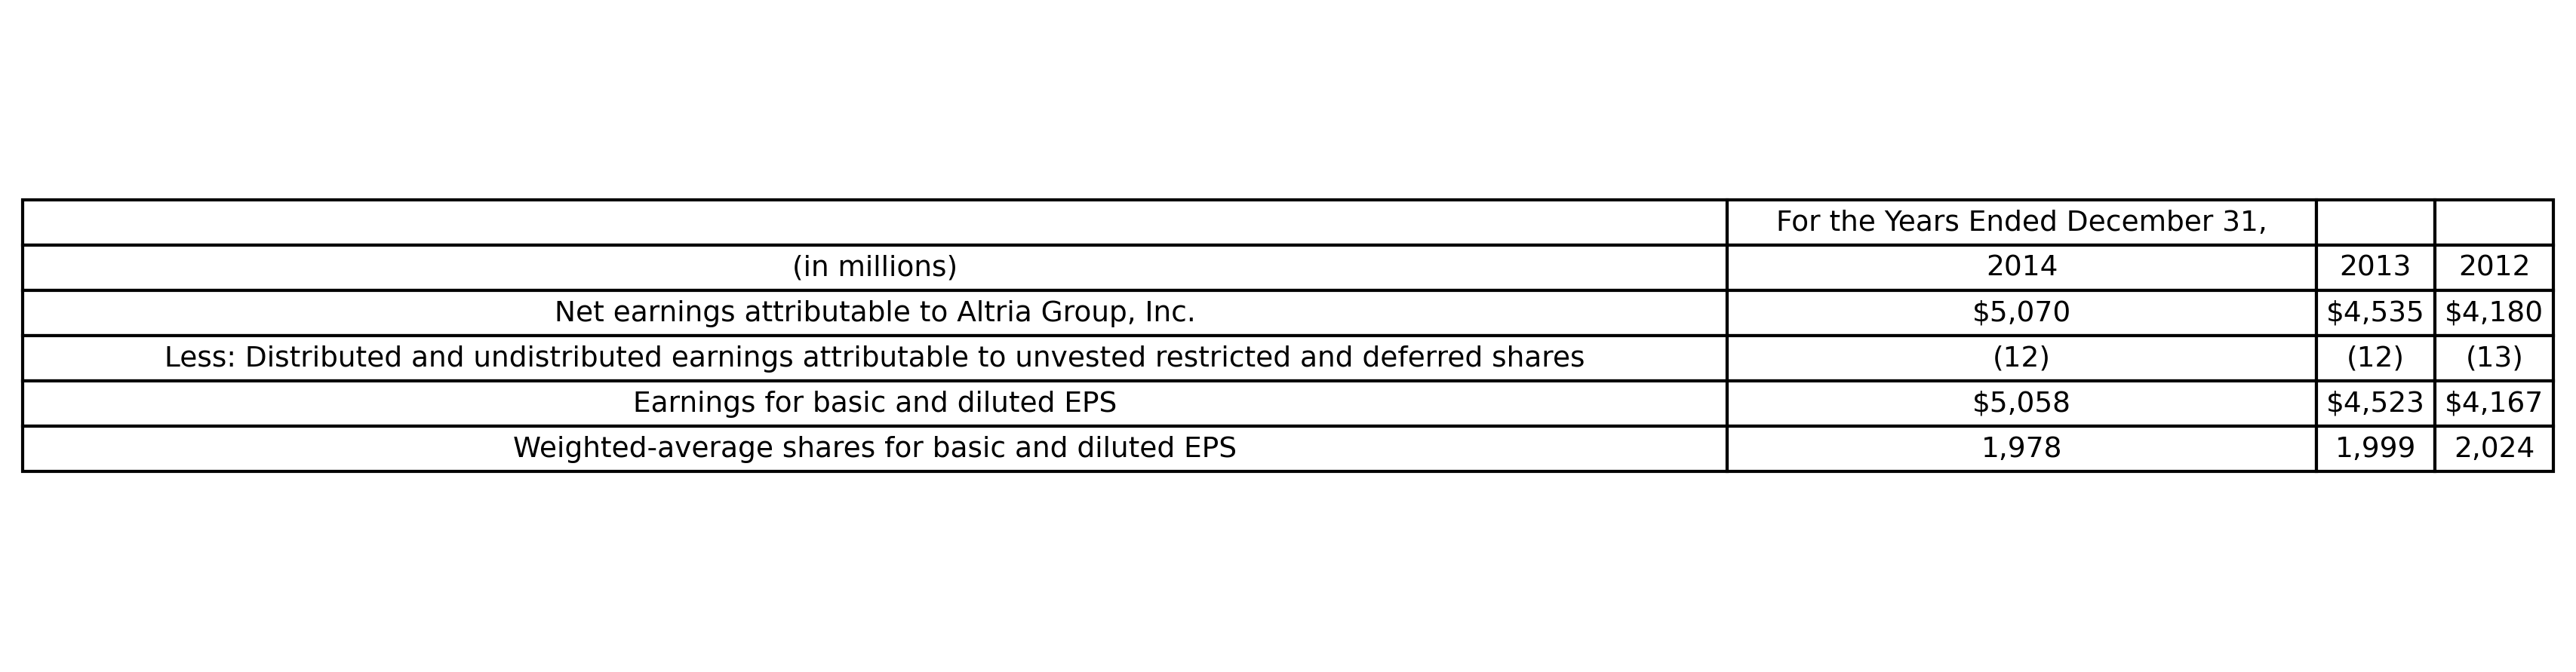 For the Years Ended December 31,
(in millions) 2014 2013 2012
Net earnings attributable to Altria Group, Inc. $5,070 $4,535 $4,180
Less: Distributed and undistributed earnings attributable to unvested restricted and deferred shares (12) (12) (13)
Earnings for basic and diluted EPS $5,058 $4,523 $4,167
Weighted-average shares for basic and diluted EPS 1,978 1,999 2,024